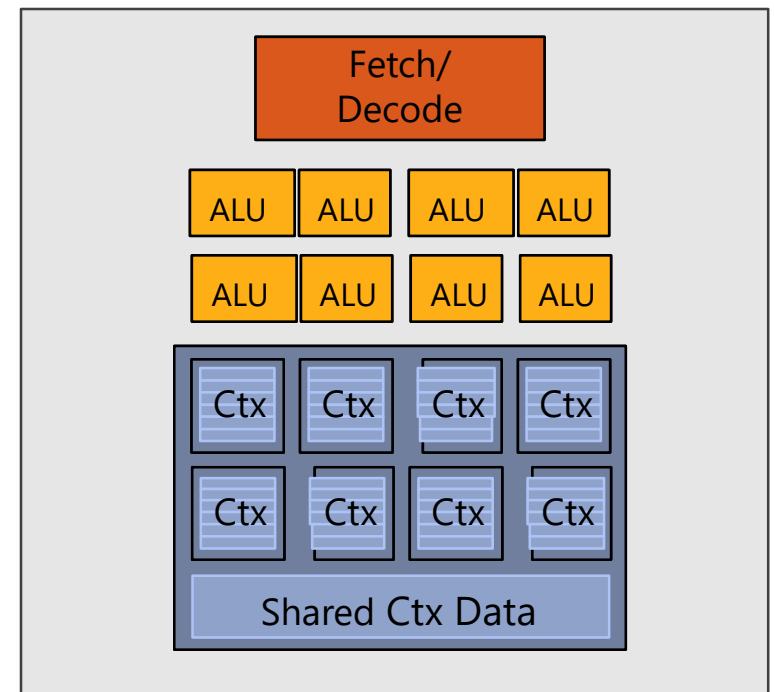 Fetch/
Decode
ALU ALU ALU ALU
ALU ALU ALU ALU
Ctx Ctx Ctx Ctx
Ctx Ctx Ctx Ctx
Shared Ctx Data